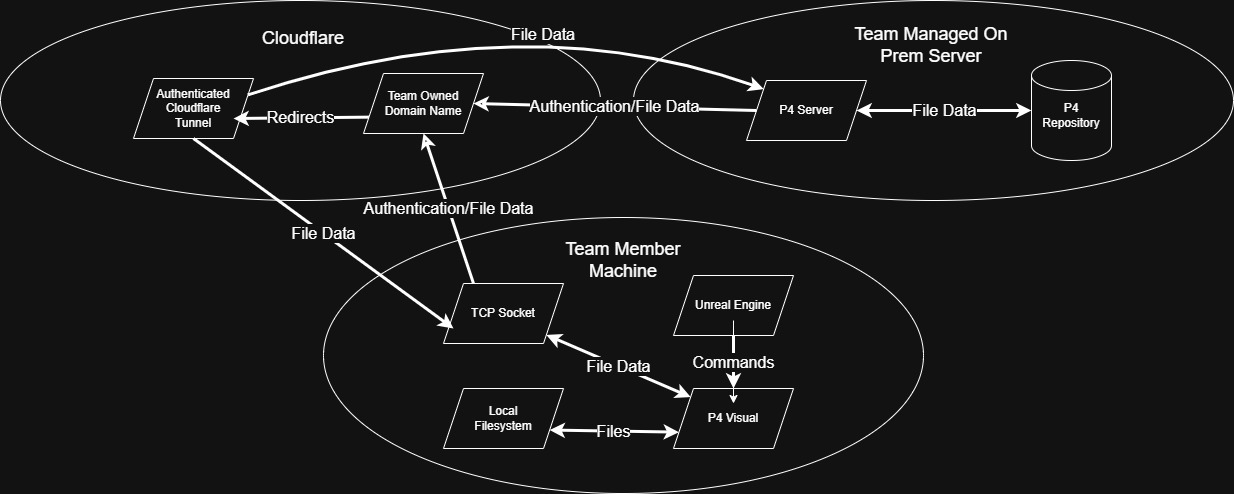 Cloudflare
File Data
Team Managed On
Prem Server
Authenticated
Cloudflare
Tunnel
Team Owned
Domain Name
Redirects
Authentication/File Data
P4 Server
File Data
P4
Repository
Authentication/File Data
File Data
Team Member
Machine
TCP Socket
Unreal Engine
File Data
Commands
Local
Filesystem
Files
P4 Visual